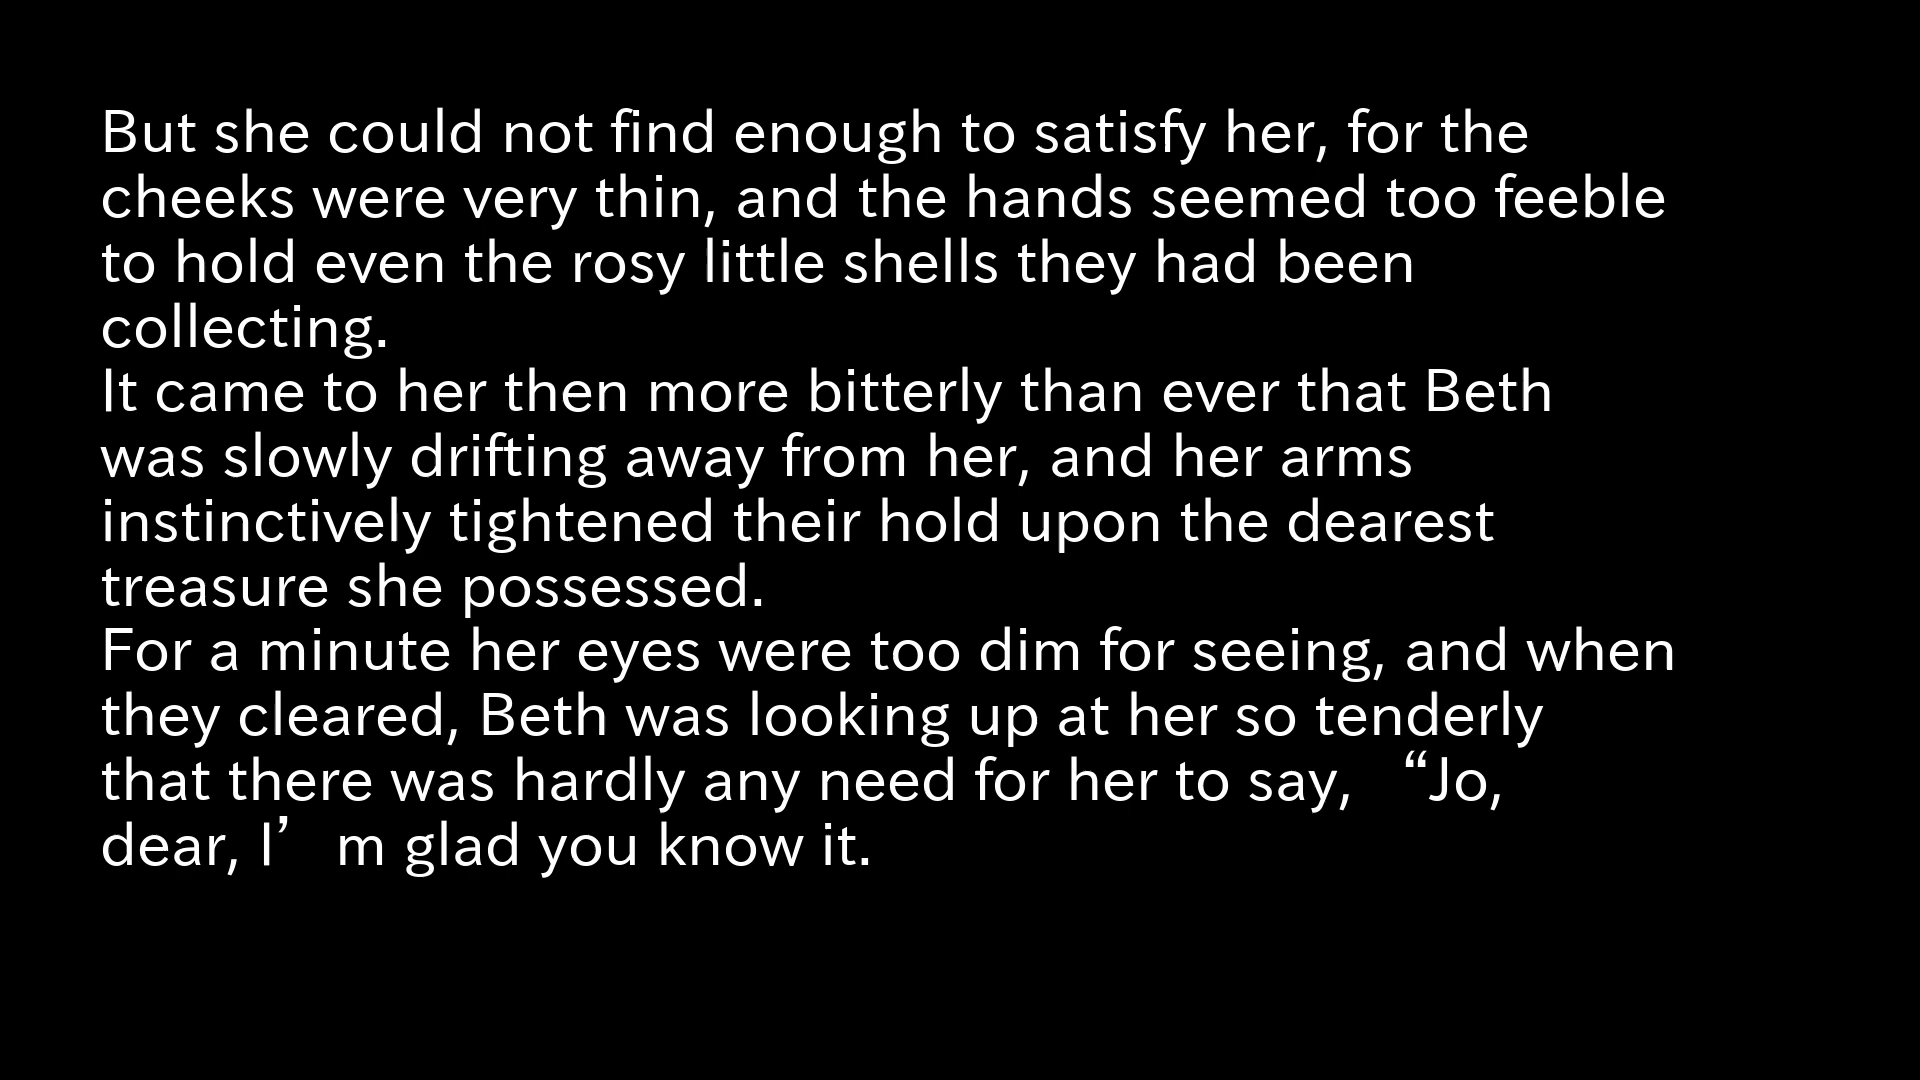 But she could not find enough to satisfy her, for the
cheeks were very thin, and the hands seemed too feeble
to hold even the rosy little shells they had been
collecting.
It came to her then more bitterly than ever that Beth
was slowly drifting away from her, and her arms
instinctively tightened their hold upon the dearest
treasure she possessed.
For a minute her eyes were too dim for seeing, and when
they cleared, Beth was looking up at her so tenderly
that there was hardly any need for her to say, “Jo,
dear, I’m glad you know it.